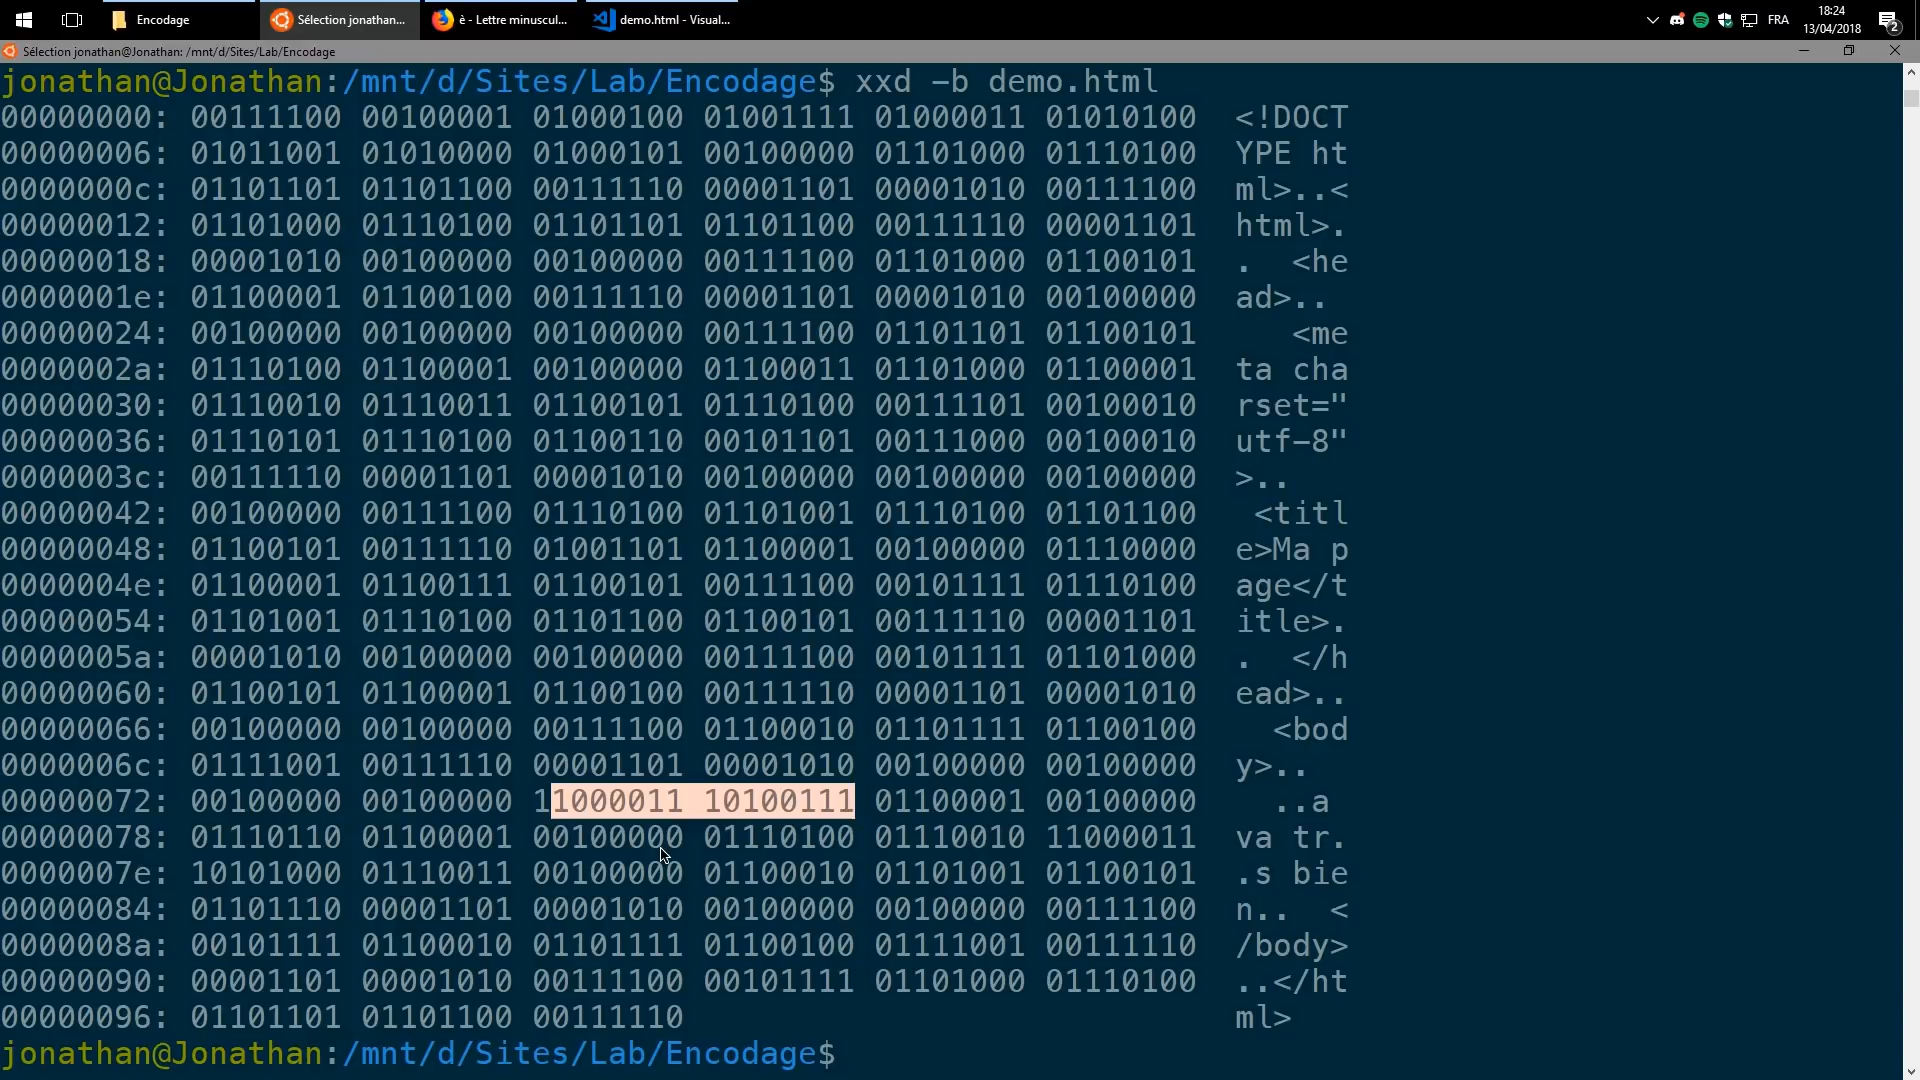 Encodage
Sélection jonathan...
è - Lettre minuscul...
demo.html - Visual...
FRA
18:24
13/04/2018
2
Sélection jonathan@Jonathan: /mnt/d/Sites/Lab/Encodage
jonathan@Jonathan:/mnt/d/Sites/Lab/Encodage$ xxd -b demo.html
00000000: 00111100 00100001 01000100 01001111 01000011 01010100  <!DOCT
00000006: 01011001 01010000 01000101 00100000 01101000 01110100  YPE ht
0000000c: 01101101 01101100 00111110 00001101 00001010 00111100  ml>..<
00000012: 01101000 01110100 01101101 01101100 00111110 00001101  html>.
00000018: 00001010 00100000 00100000 00111100 01101000 01100101  .  <he
0000001e: 01100001 01100100 00111110 00001101 00001010 00100000  ad>..
00000024: 00100000 00100000 00100000 00111100 01101101 01100101     <me
0000002a: 01110100 01100001 00100000 01100011 01101000 01100001  ta cha
00000030: 01110010 01110011 01100101 01110100 00111101 00100010  rset="
00000036: 01110101 01110100 01100110 00101101 00111000 00100010  utf-8"
0000003c: 00111110 00001101 00001010 00100000 00100000 00100000  >..
00000042: 00100000 00111100 01110100 01101001 01110100 01101100   <titl
00000048: 01100101 00111110 01001101 01100001 00100000 01110000  e>Ma p
0000004e: 01100001 01100111 01100101 00111100 00101111 01110100  age</t
00000054: 01101001 01110100 01101100 01100101 00111110 00001101  itle>.
0000005a: 00001010 00100000 00100000 00111100 00101111 01101000  .  </h
00000060: 01100101 01100001 01100100 00111110 00001101 00001010  ead>..
00000066: 00100000 00100000 00111100 01100010 01101111 01100100    <bod
0000006c: 01111001 00111110 00001101 00001010 00100000 00100000  y>..
00000072: 00100000 00100000 11000011 10100111 01100001 00100000    ..a
00000078: 01110110 01100001 00100000 01110100 01110010 11000011  va tr.
0000007e: 10101000 01110011 00100000 01100010 01101001 01100101  .s bie
00000084: 01101110 00001101 00001010 00100000 00100000 00111100  n..  <
0000008a: 00101111 01100010 01101111 01100100 01111001 00111110  /body>
00000090: 00001101 00001010 00111100 00101111 01101000 01110100  ..</ht
00000096: 01101101 01101100 00111110                             ml>
jonathan@Jonathan:/mnt/d/Sites/Lab/Encodage$